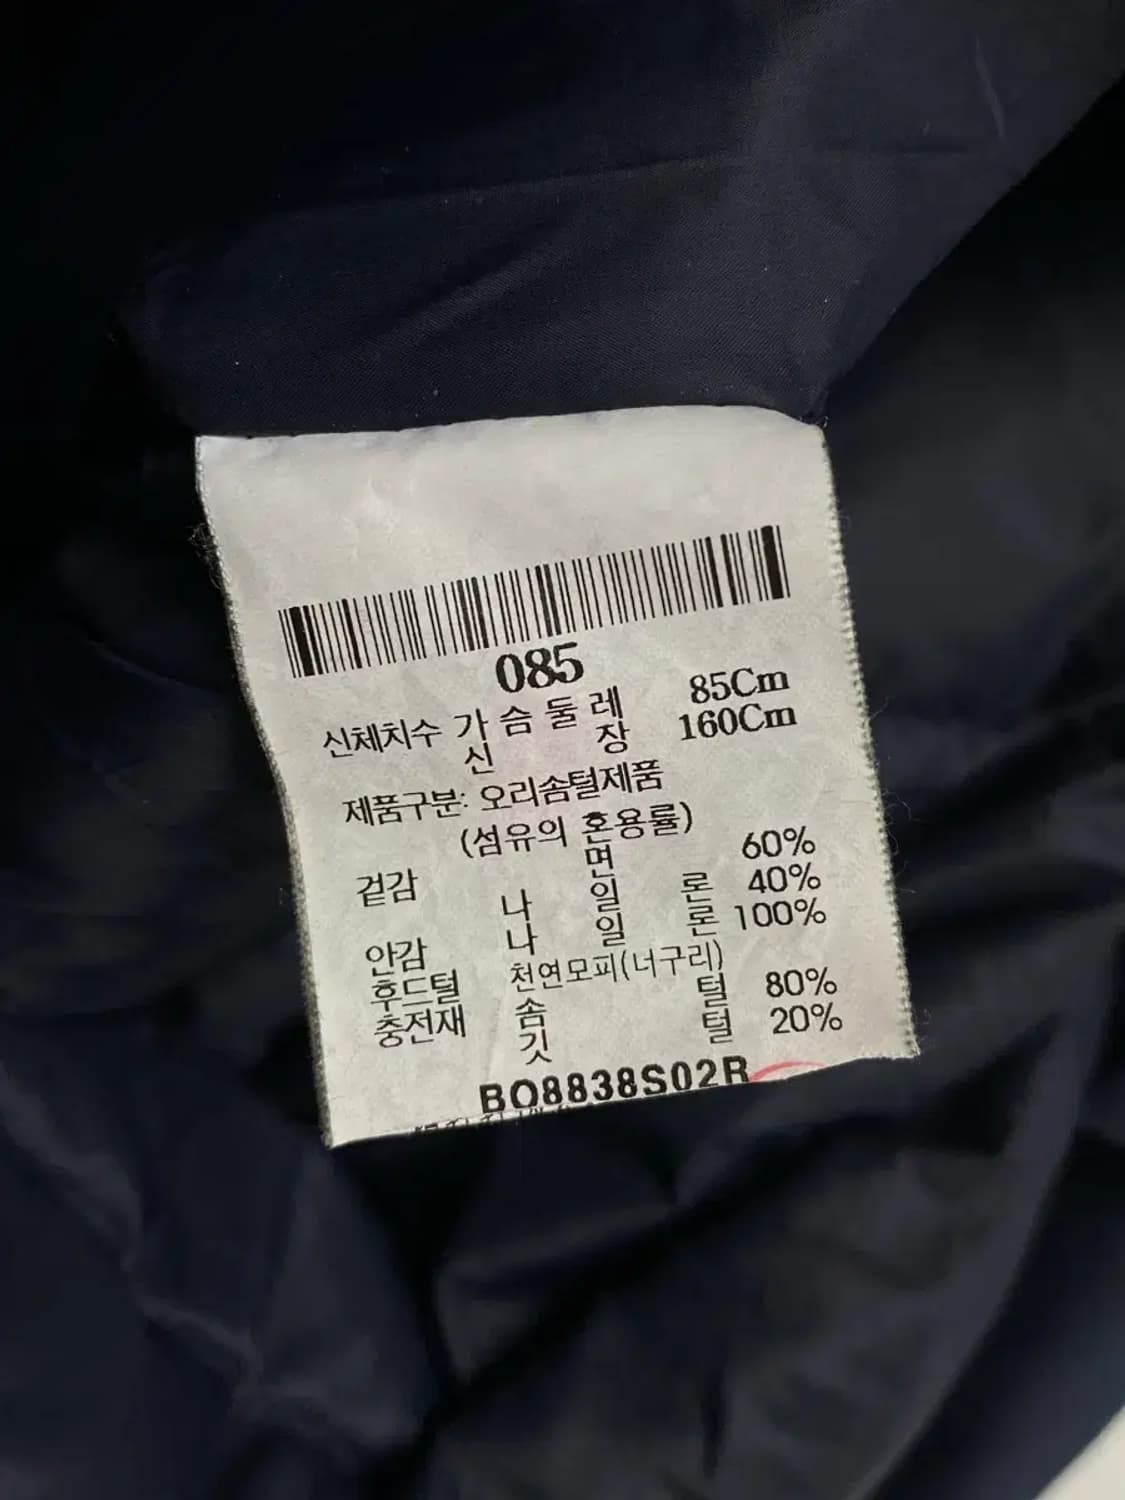 085
신체치수 가 슴 둘 레 85Cm
신 장 160Cm
제품구분: 오리솜털제품
(섬유의 혼용률)
겉감 면 60%
나 일 론 40%
안감 나 일 론 100%
후드털 천연모피(너구리)
충전재 솜 털 80%
깃 털 20%
BO8838S02R